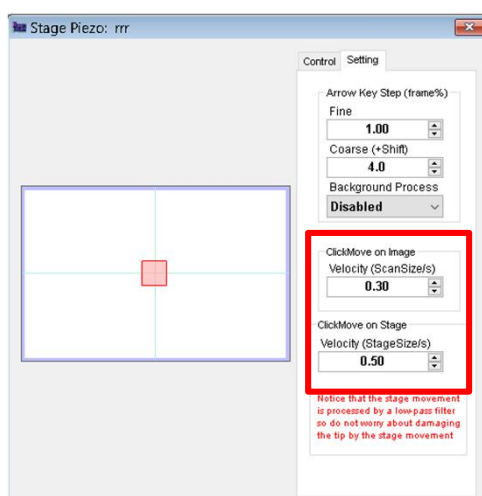 Stage Piezo: rrr
Control Setting
Arrow Key Step (frame%)
Fine
1.00
Coarse (+Shift)
4.0
Background Process
Disabled
ClickMove on Image
Velocity (ScanSize/s)
0.30
ClickMove on Stage
Velocity (StageSize/s)
0.50
Notice that the stage movement
is processed by a low-pass filter
so do not worry about damaging
the tip by the stage movement